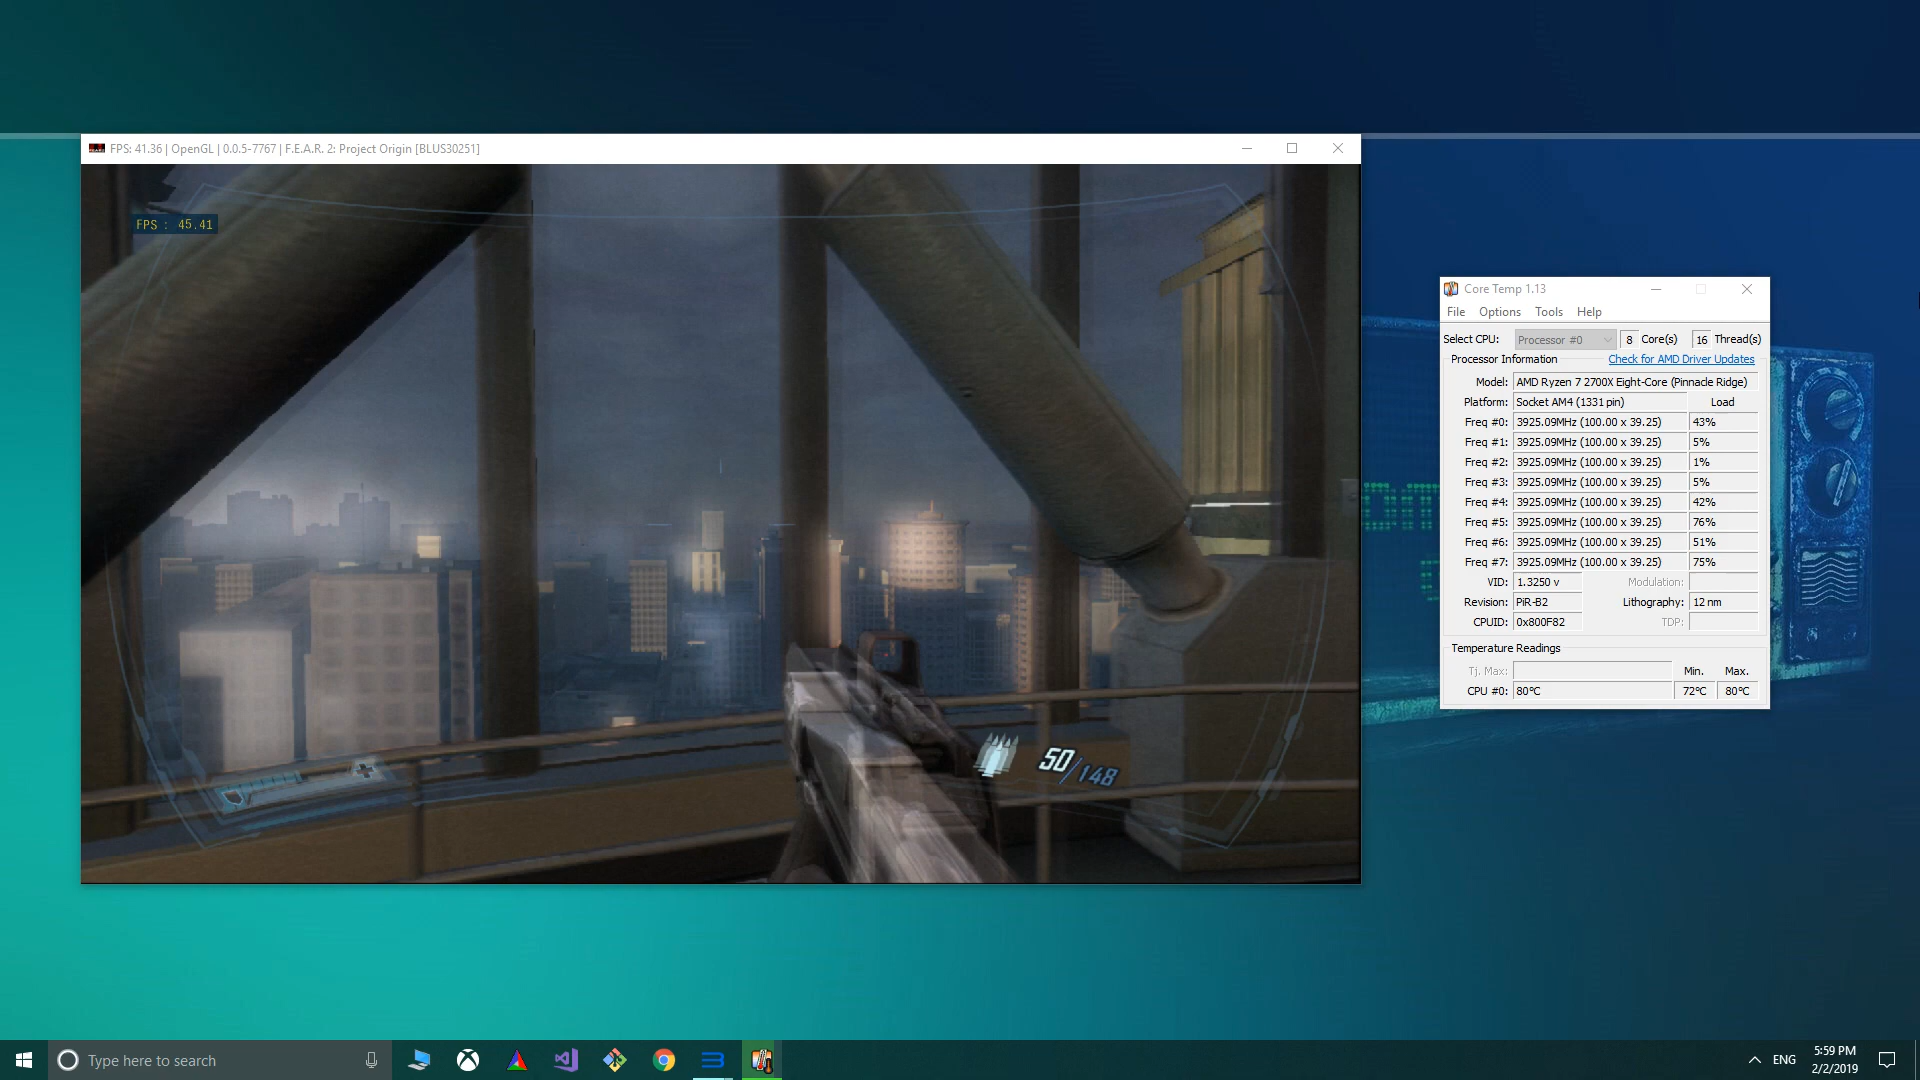 FPS: 41.36 | OpenGL | 0.0.5-7767 | F.E.A.R. 2: Project Origin [BLUS30251]
FPS : 45.41
50/148
Core Temp 1.13
File Options Tools Help
Select CPU: Processor #0 8 Core(s) 16 Thread(s)
Processor Information Check for AMD Driver Updates
Model: AMD Ryzen 7 2700X Eight-Core (Pinnacle Ridge)
Platform: Socket AM4 (1331 pin) Load
Freq #0: 3925.09MHz (100.00 x 39.25) 43%
Freq #1: 3925.09MHz (100.00 x 39.25) 5%
Freq #2: 3925.09MHz (100.00 x 39.25) 1%
Freq #3: 3925.09MHz (100.00 x 39.25) 5%
Freq #4: 3925.09MHz (100.00 x 39.25) 42%
Freq #5: 3925.09MHz (100.00 x 39.25) 76%
Freq #6: 3925.09MHz (100.00 x 39.25) 51%
Freq #7: 3925.09MHz (100.00 x 39.25) 75%
VID: 1.3250 v Modulation:
Revision: PiR-B2 Lithography: 12 nm
CPUID: 0x800F82 TDP:
Temperature Readings
Tj. Max: Min. Max.
CPU #0: 80°C 72°C 80°C
Type here to search
ENG
5:59 PM
2/2/2019